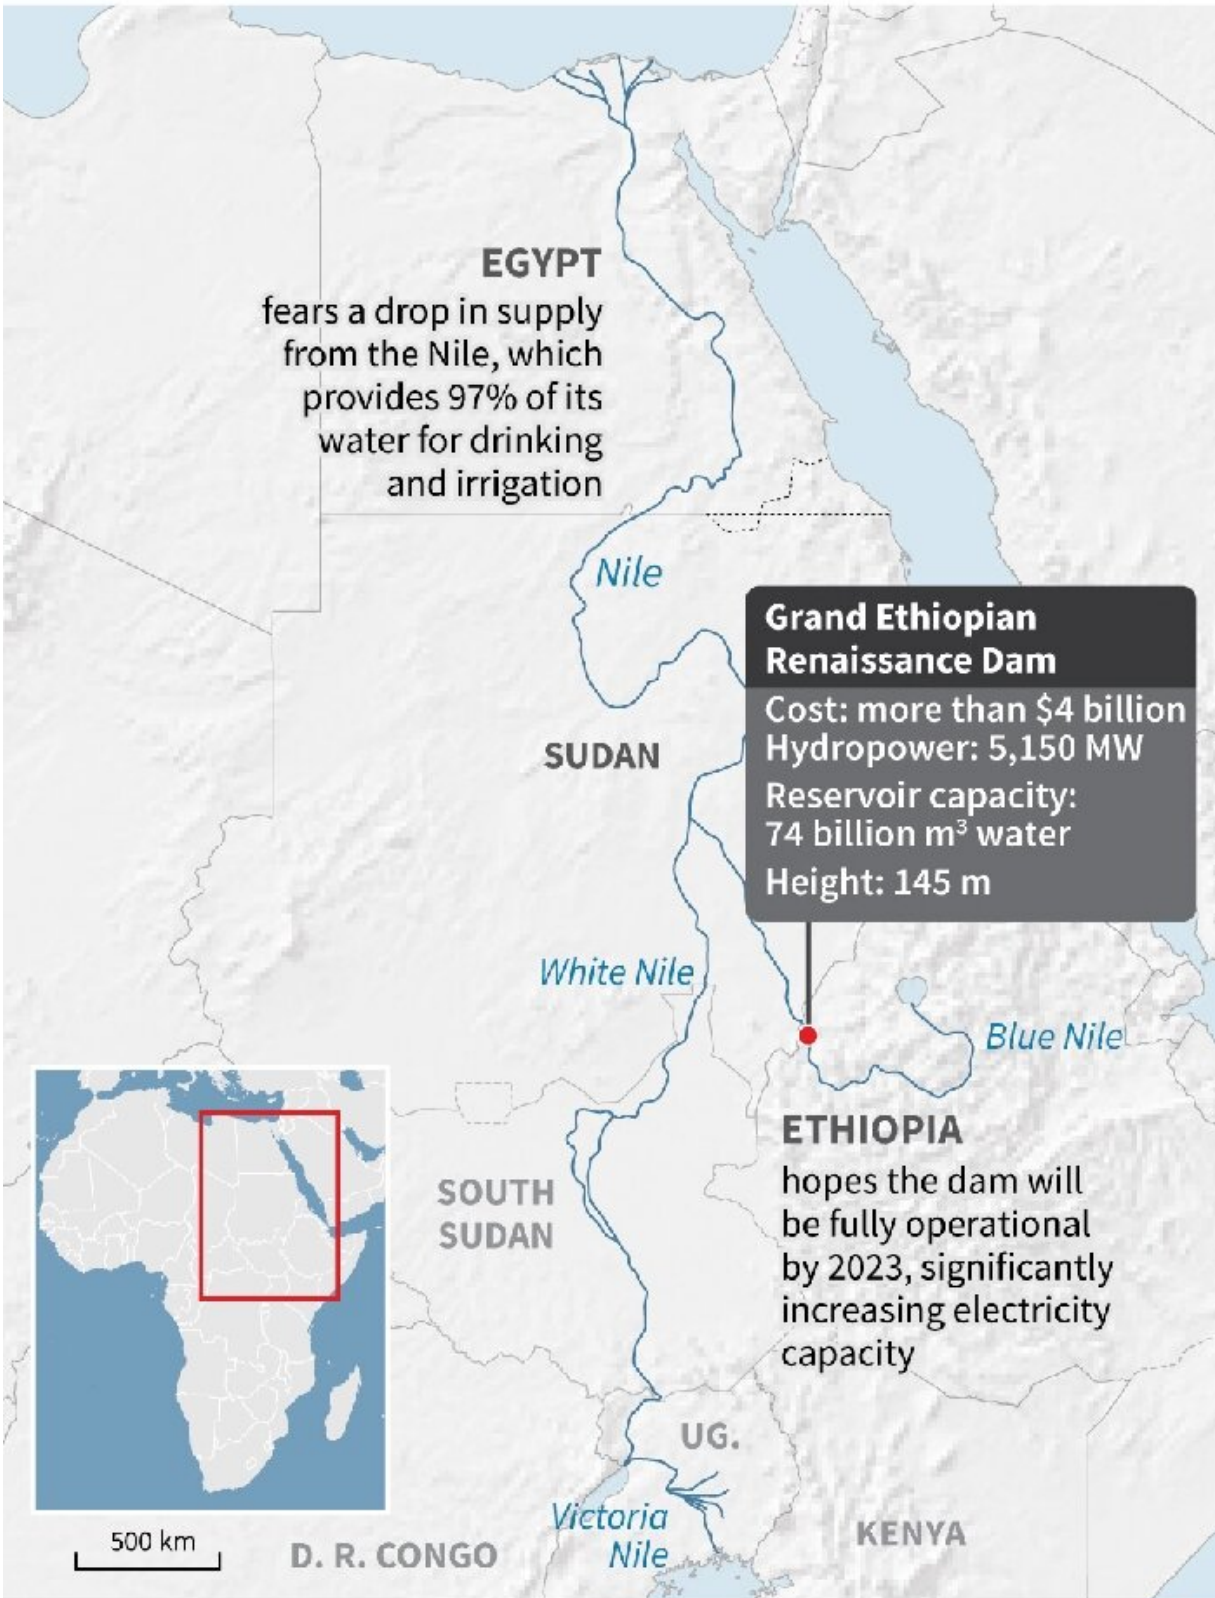 EGYPT
fears a drop in supply
from the Nile, which
provides 97% of its
water for drinking
and irrigation
Nile
Grand Ethiopian
Renaissance Dam
Cost: more than $4 billion
Hydropower: 5,150 MW
Reservoir capacity:
74 billion m³ water
Height: 145 m
SUDAN
White Nile
Blue Nile
ETHIOPIA
hopes the dam will
be fully operational
by 2023, significantly
increasing electricity
capacity
SOUTH
SUDAN
UG.
Victoria
Nile
KENYA
D. R. CONGO
500 km